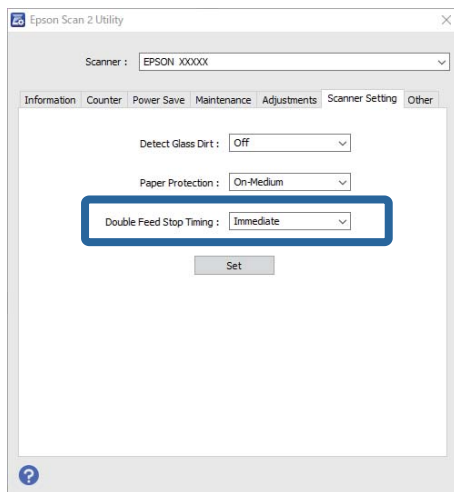 Epson Scan 2 Utility
Scanner : EPSON XXXXX
Information Counter Power Save Maintenance Adjustments Scanner Setting Other
Detect Glass Dirt : Off
Paper Protection : On-Medium
Double Feed Stop Timing : Immediate
Set
?